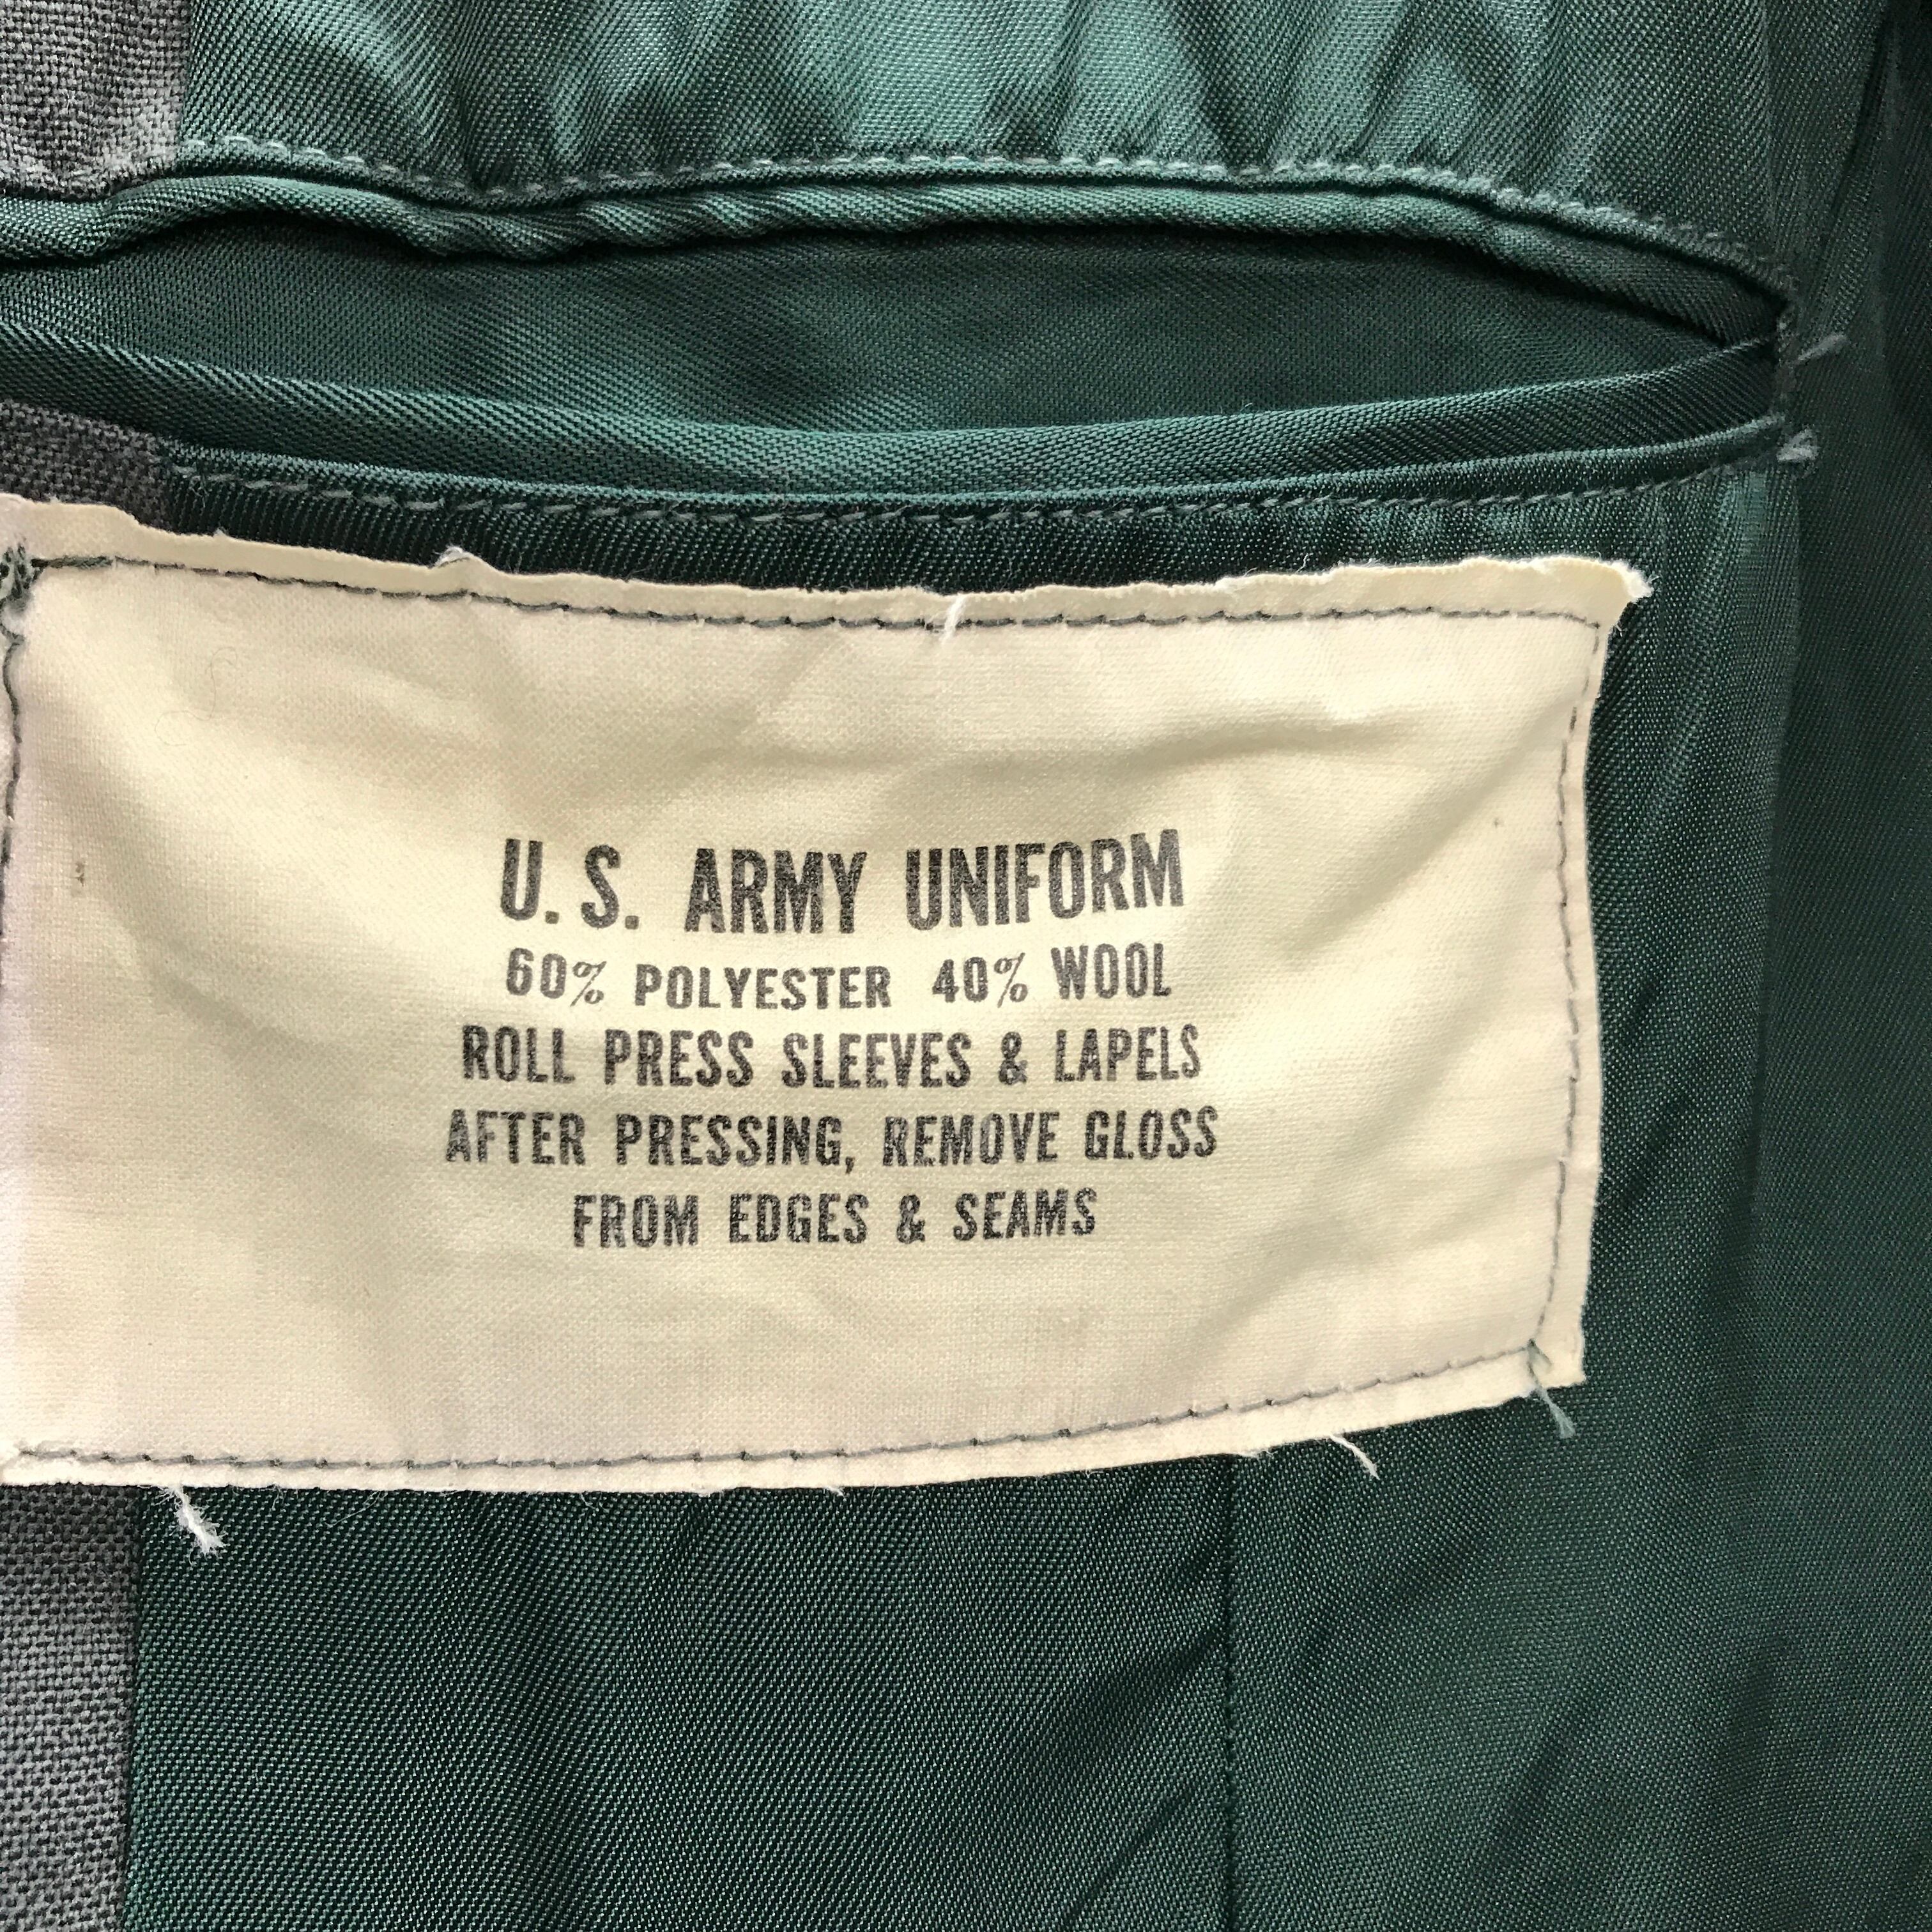 U.S. ARMY UNIFORM
60% POLYESTER 40% WOOL
ROLL PRESS SLEEVES & LAPELS
AFTER PRESSING, REMOVE GLOSS
FROM EDGES & SEAMS